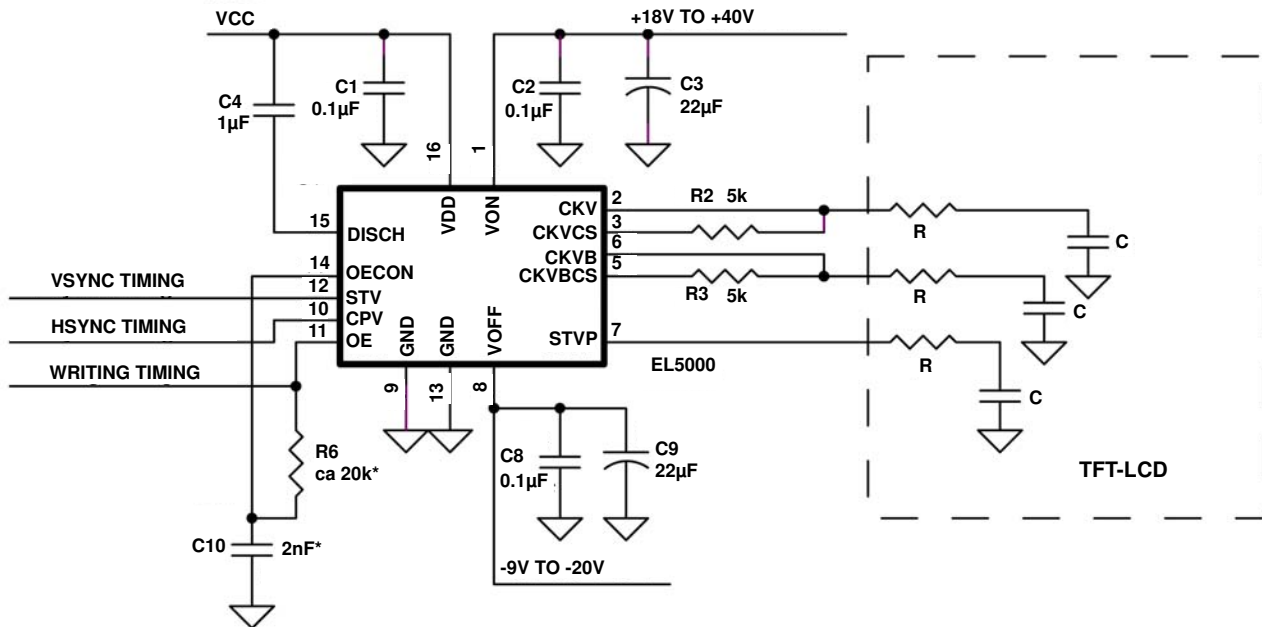 VCC
+18V TO +40V
C4
1µF
C1
0.1µF
C2
0.1µF
C3
22µF
16
1
15
DISCH
VDD
VON
CKV
2
R2 5k
CKVCS
3
R
C
14
OECON
CKVB
6
CKVBCS
5
R3 5k
R
C
VSYNC TIMING
12
STV
HSYNC TIMING
10
CPV
11
OE
GND
GND
VOFF
STVP
7
EL5000
R
C
WRITING TIMING
9
13
8
R6
ca 20k*
C8
0.1µF
C9
22µF
TFT-LCD
C10
2nF*
-9V TO -20V